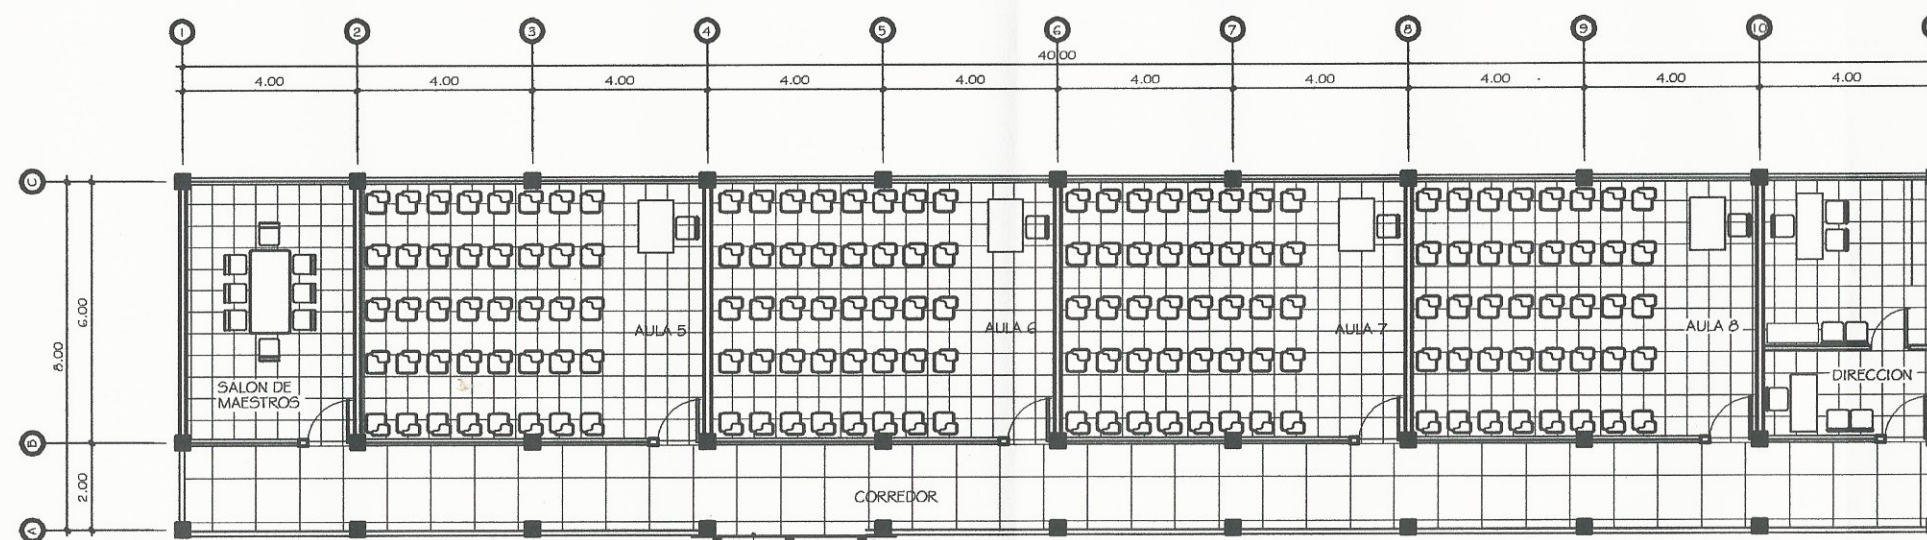 1 2 3 4 5 6 7 8 9 10
40.00
4.00 4.00 4.00 4.00 4.00 4.00 4.00 4.00 4.00 4.00
C
6.00
8.00
AULA 5 AULA 6 AULA 7 AULA 8
DIRECCION
SALON DE
MAESTROS
B
2.00
CORREDOR
A